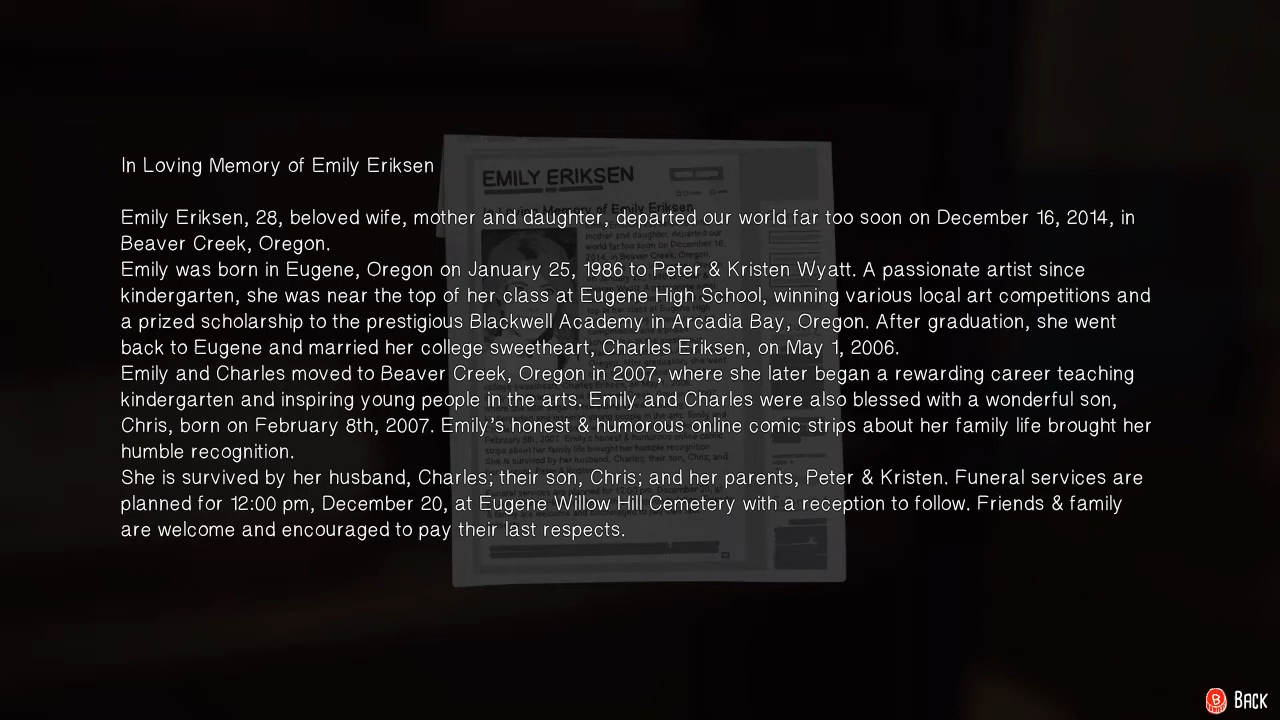 In Loving Memory of Emily Eriksen
Emily Eriksen, 28, beloved wife, mother and daughter, departed our world far too soon on December 16, 2014, in
Beaver Creek, Oregon.
Emily was born in Eugene, Oregon on January 25, 1986 to Peter & Kristen Wyatt. A passionate artist since
kindergarten, she was near the top of her class at Eugene High School, winning various local art competitions and
a prized scholarship to the prestigious Blackwell Academy in Arcadia Bay, Oregon. After graduation, she went
back to Eugene and married her college sweetheart, Charles Eriksen, on May 1, 2006.
Emily and Charles moved to Beaver Creek, Oregon in 2007, where she later began a rewarding career teaching
kindergarten and inspiring young people in the arts. Emily and Charles were also blessed with a wonderful son,
Chris, born on February 8th, 2007. Emily's honest & humorous online comic strips about her family life brought her
humble recognition.
She is survived by her husband, Charles; their son, Chris; and her parents, Peter & Kristen. Funeral services are
planned for 12:00 pm, December 20, at Eugene Willow Hill Cemetery with a reception to follow. Friends & family
are welcome and encouraged to pay their last respects.
EMILY ERIKSEN
In Loving Memory of Emily Eriksen
B BACK